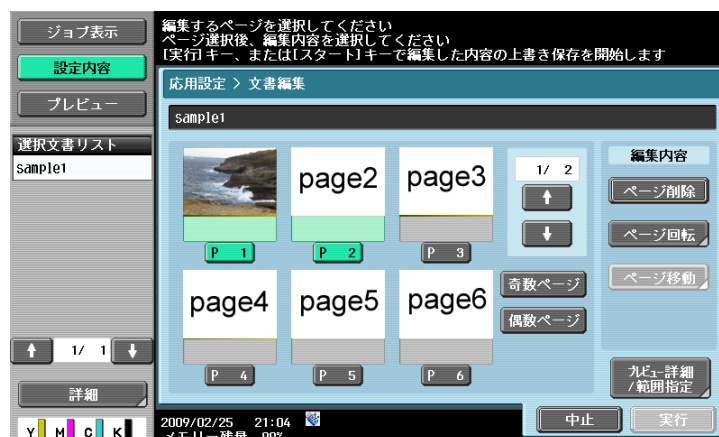 ジョブ表示
設定内容
プレビュー
選択文書リスト
sample1
1/ 1
詳細
Y M C K
編集するページを選択してください
ページ選択後、編集内容を選択してください
[実行]キー、または[スタート]キーで編集した内容の上書き保存を開始します
応用設定 > 文書編集
sample1
page2
page3
P 1
P 2
P 3
page4
page5
page6
P 4
P 5
P 6
1/ 2
奇数ページ
偶数ページ
編集内容
ページ削除
ページ回転
ページ移動
プレビュー詳細
/範囲指定
2009/02/25 21:04
メモリー残量 99%
中止
実行